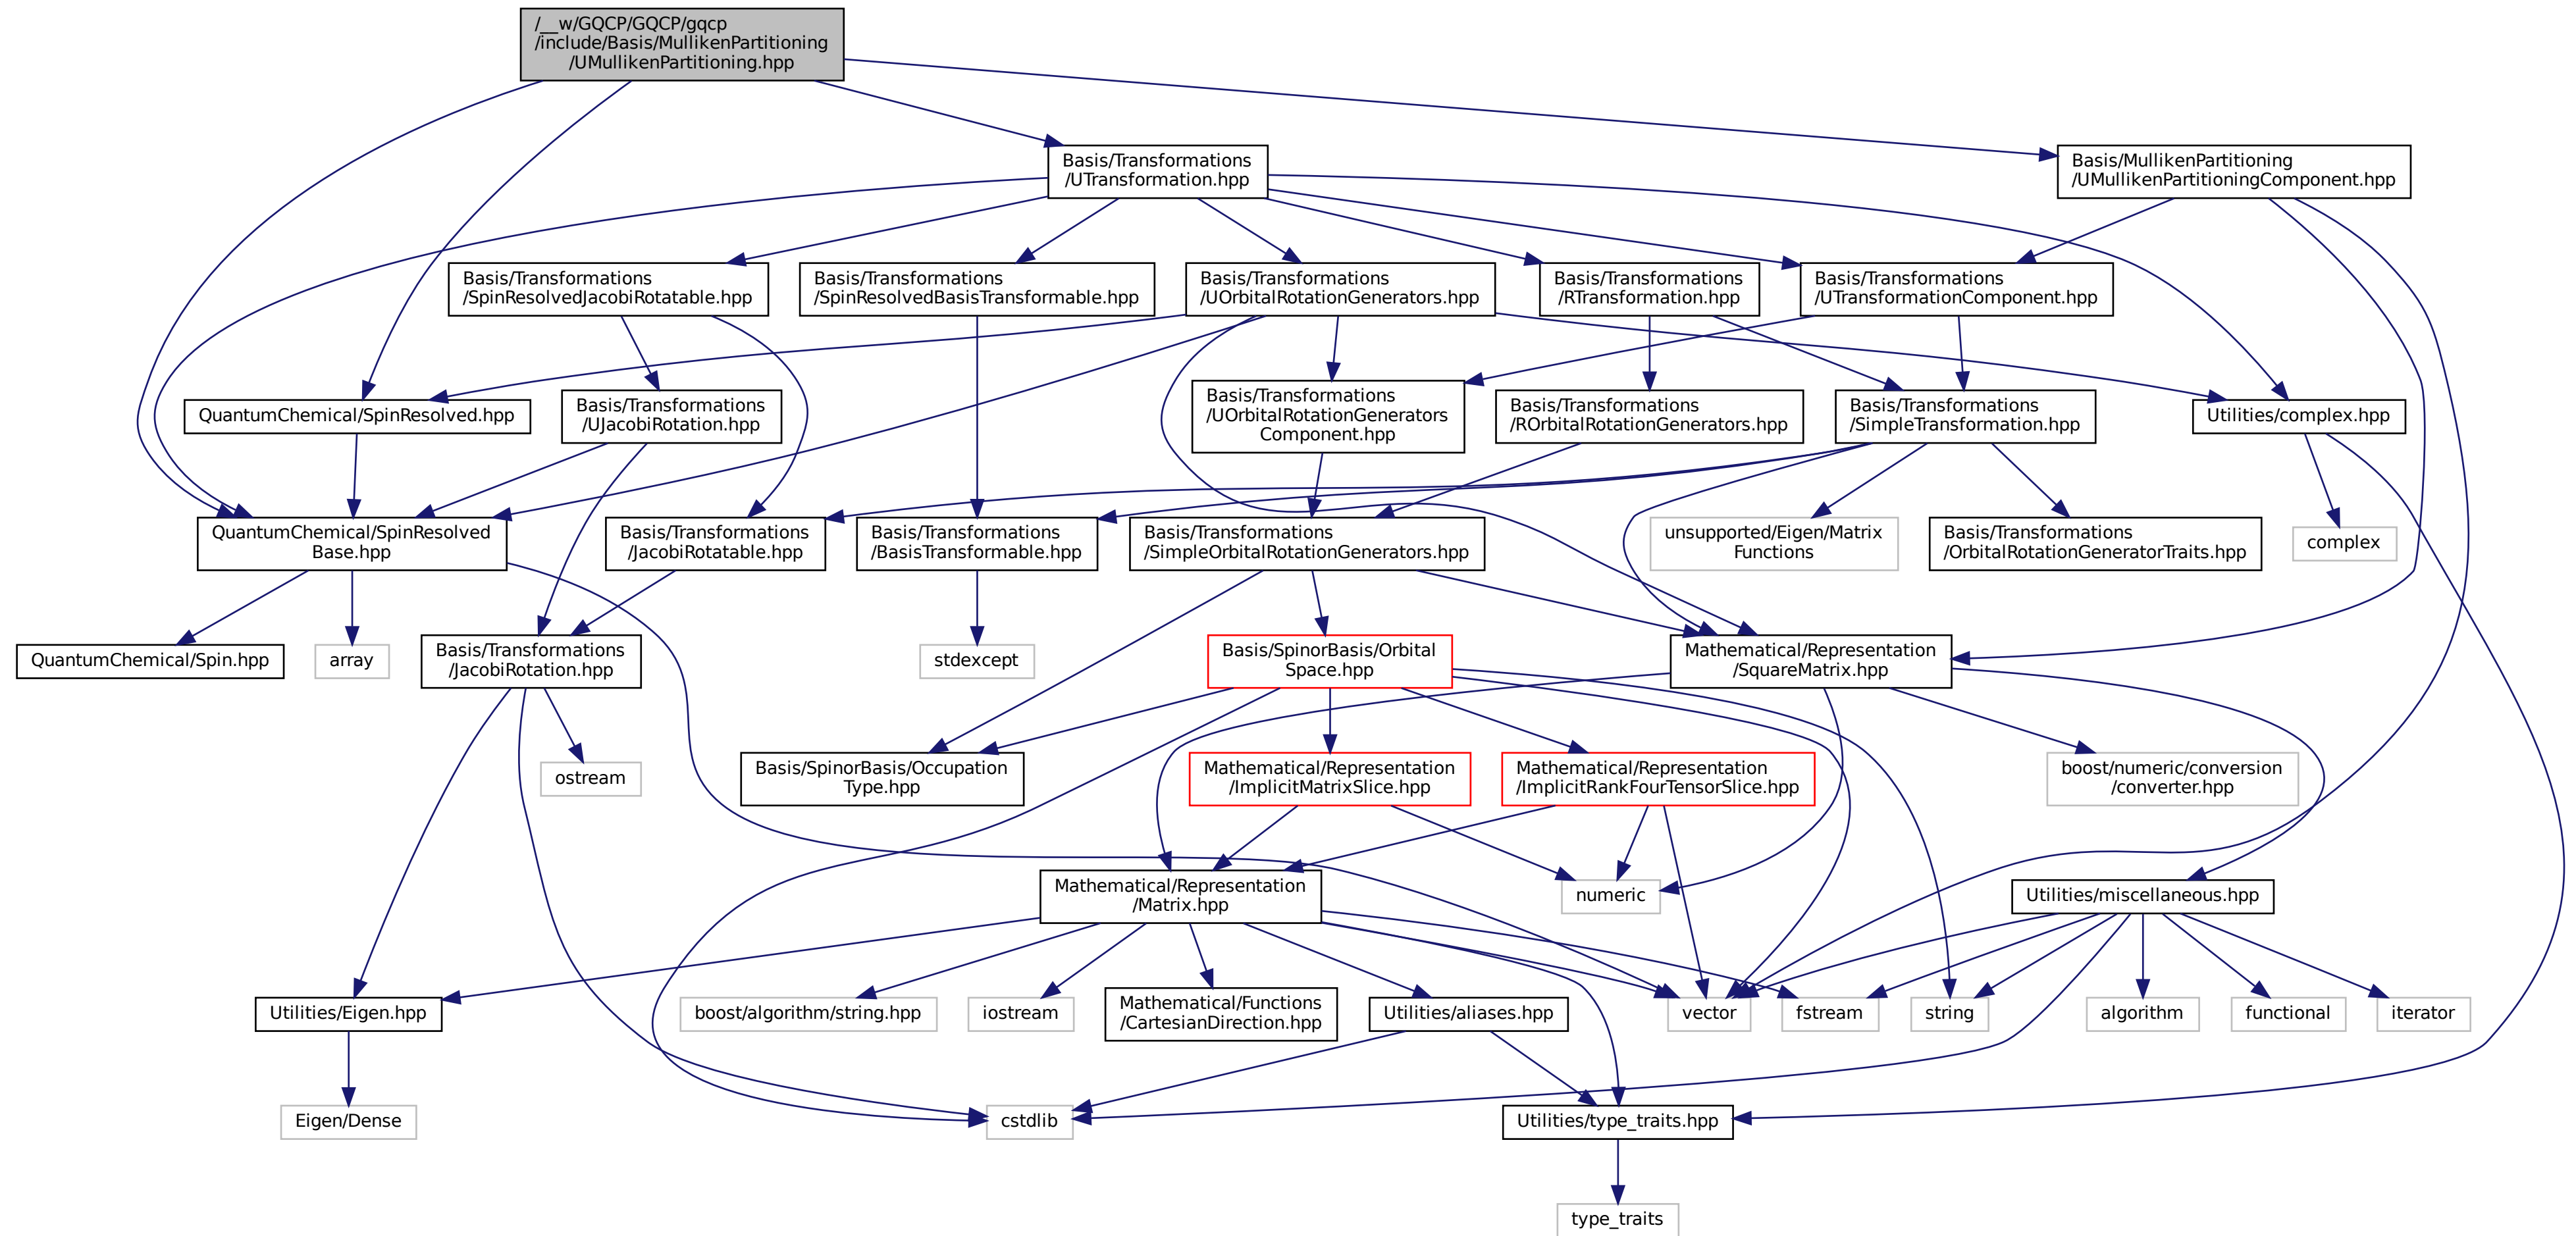 /__w/GQCP/GQCP/gqcp
/include/Basis/MullikenPartitioning
/UMullikenPartitioning.hpp
Basis/Transformations
/UTransformation.hpp
Basis/MullikenPartitioning
/UMullikenPartitioningComponent.hpp
Basis/Transformations
/SpinResolvedJacobiRotatable.hpp
Basis/Transformations
/SpinResolvedBasisTransformable.hpp
Basis/Transformations
/UOrbitalRotationGenerators.hpp
Basis/Transformations
/RTransformation.hpp
Basis/Transformations
/UTransformationComponent.hpp
QuantumChemical/SpinResolved.hpp
Basis/Transformations
/UJacobiRotation.hpp
Basis/Transformations
/UOrbitalRotationGenerators
Component.hpp
Basis/Transformations
/ROrbitalRotationGenerators.hpp
Basis/Transformations
/SimpleTransformation.hpp
Utilities/complex.hpp
QuantumChemical/SpinResolved
Base.hpp
Basis/Transformations
/JacobiRotatable.hpp
Basis/Transformations
/BasisTransformable.hpp
Basis/Transformations
/SimpleOrbitalRotationGenerators.hpp
unsupported/Eigen/Matrix
Functions
Basis/Transformations
/OrbitalRotationGeneratorTraits.hpp
complex
QuantumChemical/Spin.hpp
array
Basis/Transformations
/JacobiRotation.hpp
stdexcept
Basis/SpinorBasis/Orbital
Space.hpp
Mathematical/Representation
/SquareMatrix.hpp
ostream
Basis/SpinorBasis/Occupation
Type.hpp
Mathematical/Representation
/ImplicitMatrixSlice.hpp
Mathematical/Representation
/ImplicitRankFourTensorSlice.hpp
boost/numeric/conversion
/converter.hpp
Mathematical/Representation
/Matrix.hpp
numeric
Utilities/miscellaneous.hpp
Utilities/Eigen.hpp
boost/algorithm/string.hpp
iostream
Mathematical/Functions
/CartesianDirection.hpp
Utilities/aliases.hpp
vector
fstream
string
algorithm
functional
iterator
Eigen/Dense
cstdlib
Utilities/type_traits.hpp
type_traits